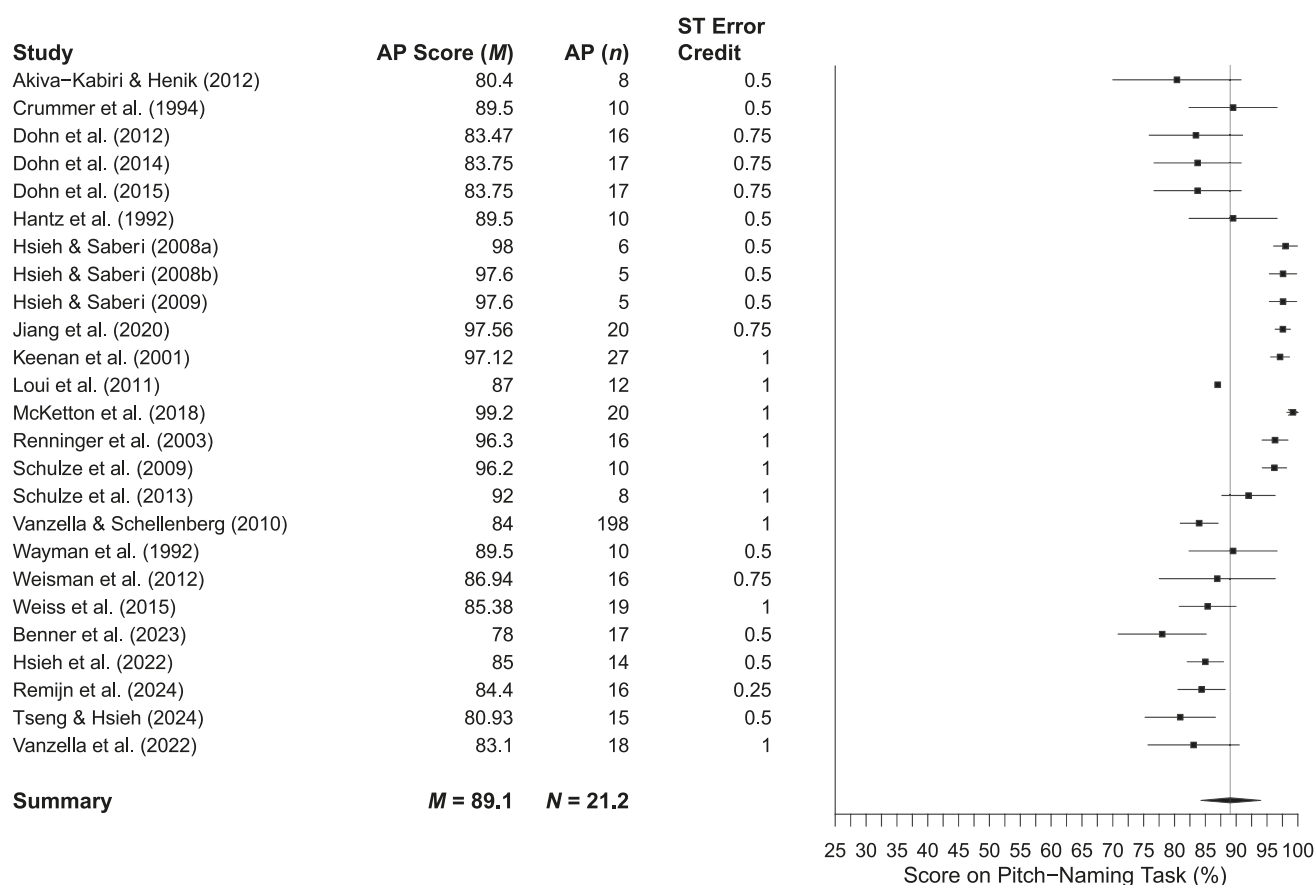 ST Error
Study AP Score (M) AP (n) Credit
Akiva−Kabiri & Henik (2012) 80.4 8 0.5
Crummer et al. (1994) 89.5 10 0.5
Dohn et al. (2012) 83.47 16 0.75
Dohn et al. (2014) 83.75 17 0.75
Dohn et al. (2015) 83.75 17 0.75
Hantz et al. (1992) 89.5 10 0.5
Hsieh & Saberi (2008a) 98 6 0.5
Hsieh & Saberi (2008b) 97.6 5 0.5
Hsieh & Saberi (2009) 97.6 5 0.5
Jiang et al. (2020) 97.56 20 0.75
Keenan et al. (2001) 97.12 27 1
Loui et al. (2011) 87 12 1
McKetton et al. (2018) 99.2 20 1
Renninger et al. (2003) 96.3 16 1
Schulze et al. (2009) 96.2 10 1
Schulze et al. (2013) 92 8 1
Vanzella & Schellenberg (2010) 84 198 1
Wayman et al. (1992) 89.5 10 0.5
Weisman et al. (2012) 86.94 16 0.75
Weiss et al. (2015) 85.38 19 1
Benner et al. (2023) 78 17 0.5
Hsieh et al. (2022) 85 14 0.5
Remijn et al. (2024) 84.4 16 0.25
Tseng & Hsieh (2024) 80.93 15 0.5
Vanzella et al. (2022) 83.1 18 1
Summary M = 89.1 N = 21.2
25 30 35 40 45 50 55 60 65 70 75 80 85 90 95 100
Score on Pitch−Naming Task (%)